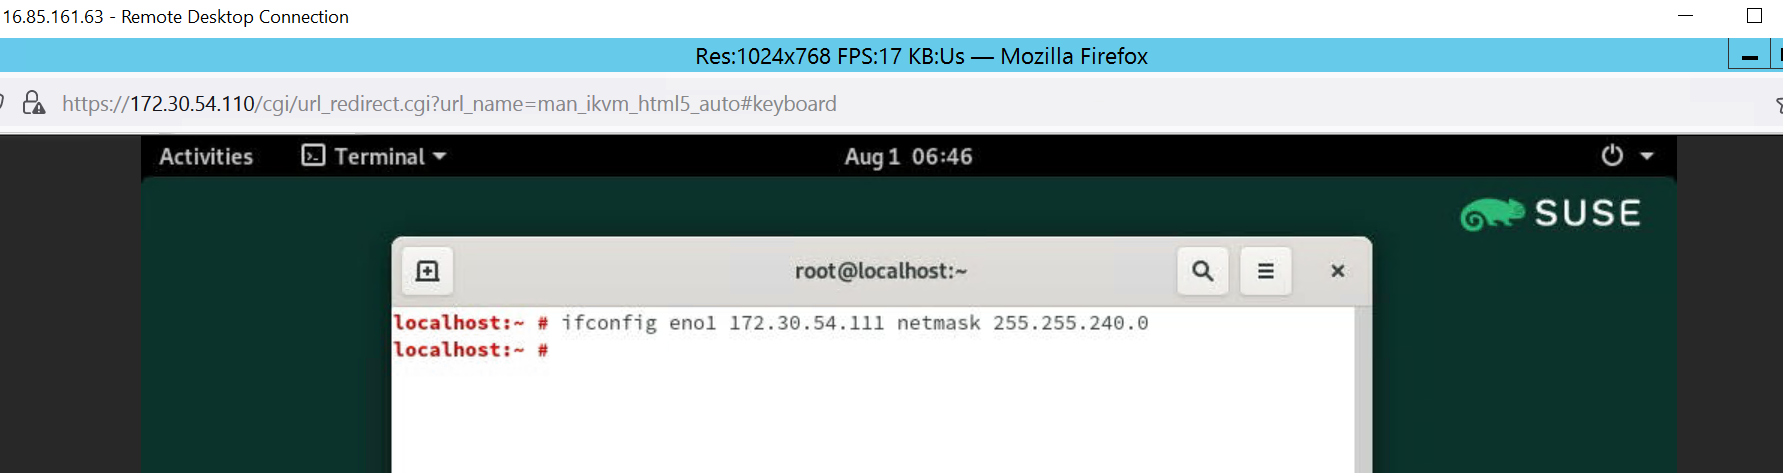 16.85.161.63 - Remote Desktop Connection
Res:1024x768 FPS:17 KB:Us — Mozilla Firefox
https://172.30.54.110/cgi/url_redirect.cgi?url_name=man_ikvm_html5_auto#keyboard
Activities Terminal Aug 1 06:46
SUSE
root@localhost:~
localhost:~ # ifconfig eno1 172.30.54.111 netmask 255.255.240.0
localhost:~ #